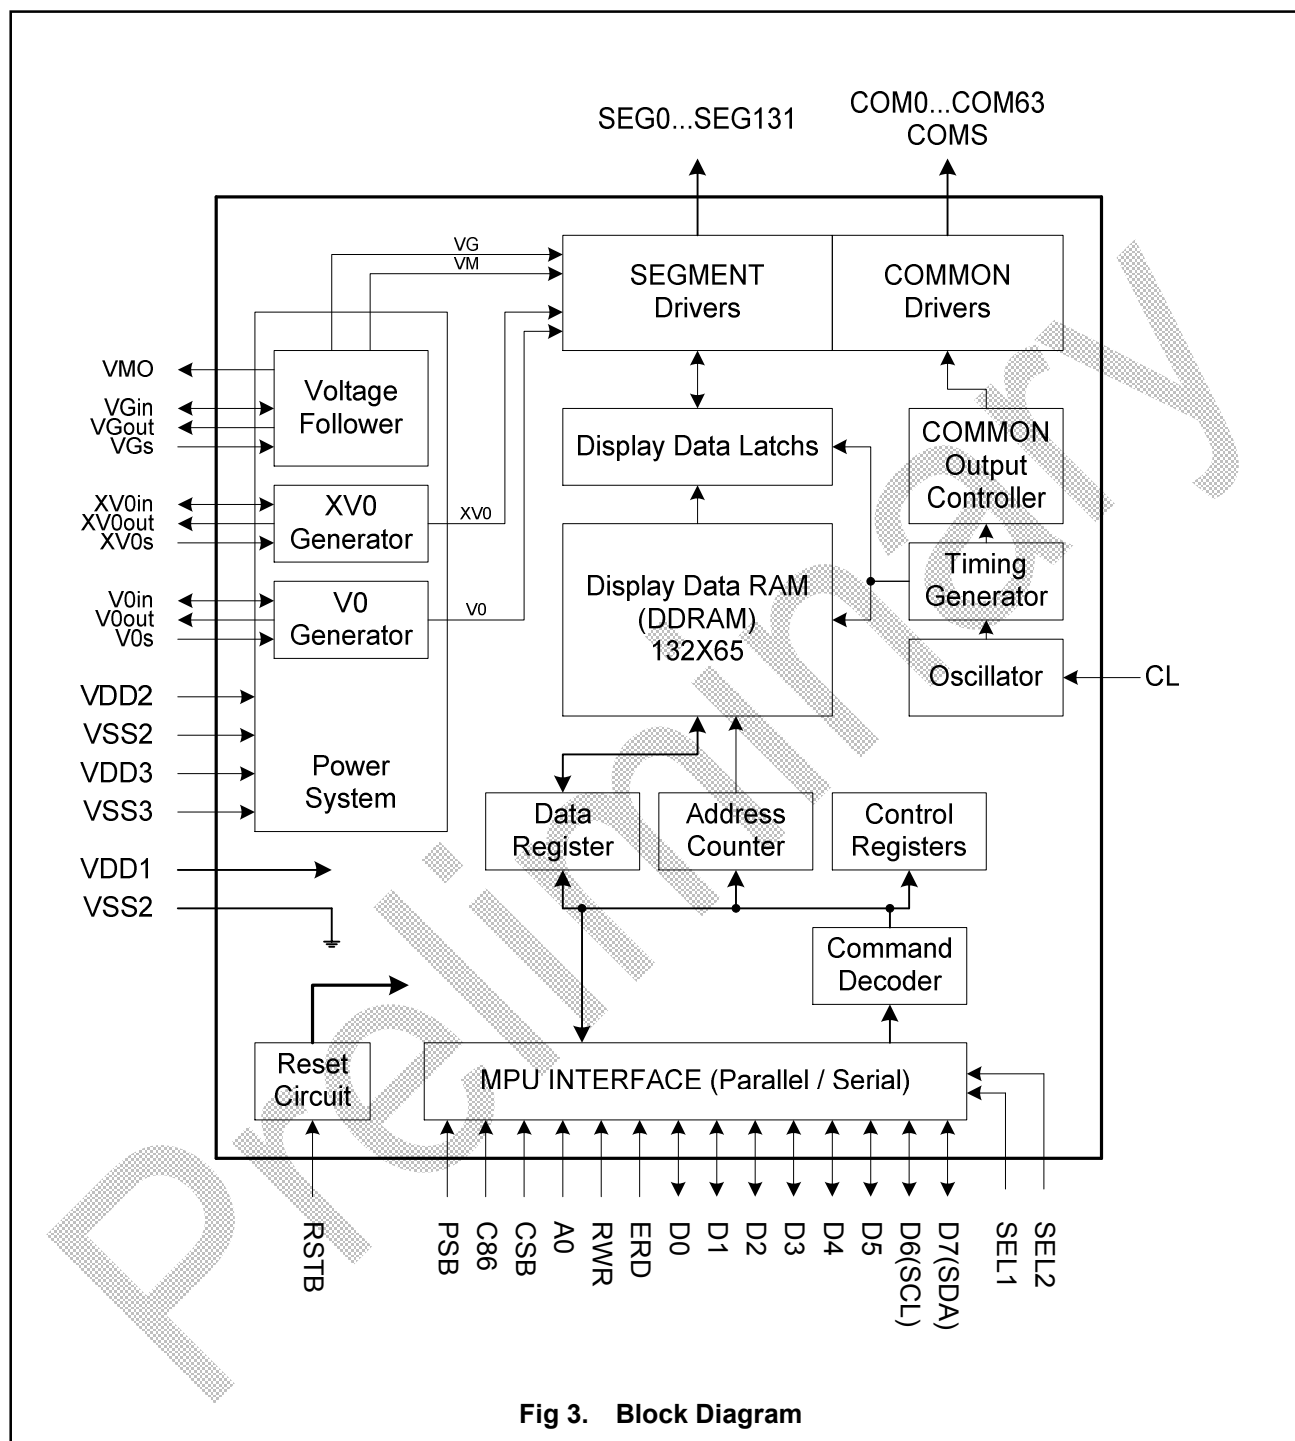 SEG0...SEG131
COM0...COM63
COMS
VG
VM
SEGMENT
Drivers
COMMON
Drivers
VMO
VGin
VGout
VGs
Voltage
Follower
Display Data Latchs
COMMON
Output
Controller
XV0in
XV0out
XV0s
XV0
Generator
XV0
Display Data RAM
(DDRAM)
132X65
Timing
Generator
V0in
V0out
V0s
V0
Generator
V0
Oscillator
CL
VDD2
VSS2
VDD3
VSS3
Power
System
Data
Register
Address
Counter
Control
Registers
VDD1
VSS2
Command
Decoder
Reset
Circuit
MPU INTERFACE (Parallel / Serial)
RSTB
PSB
C86
CSB
A0
RWR
ERD
D0
D1
D2
D3
D4
D5
D6(SCL)
D7(SDA)
SEL1
SEL2
Preliminary
Fig 3. Block Diagram